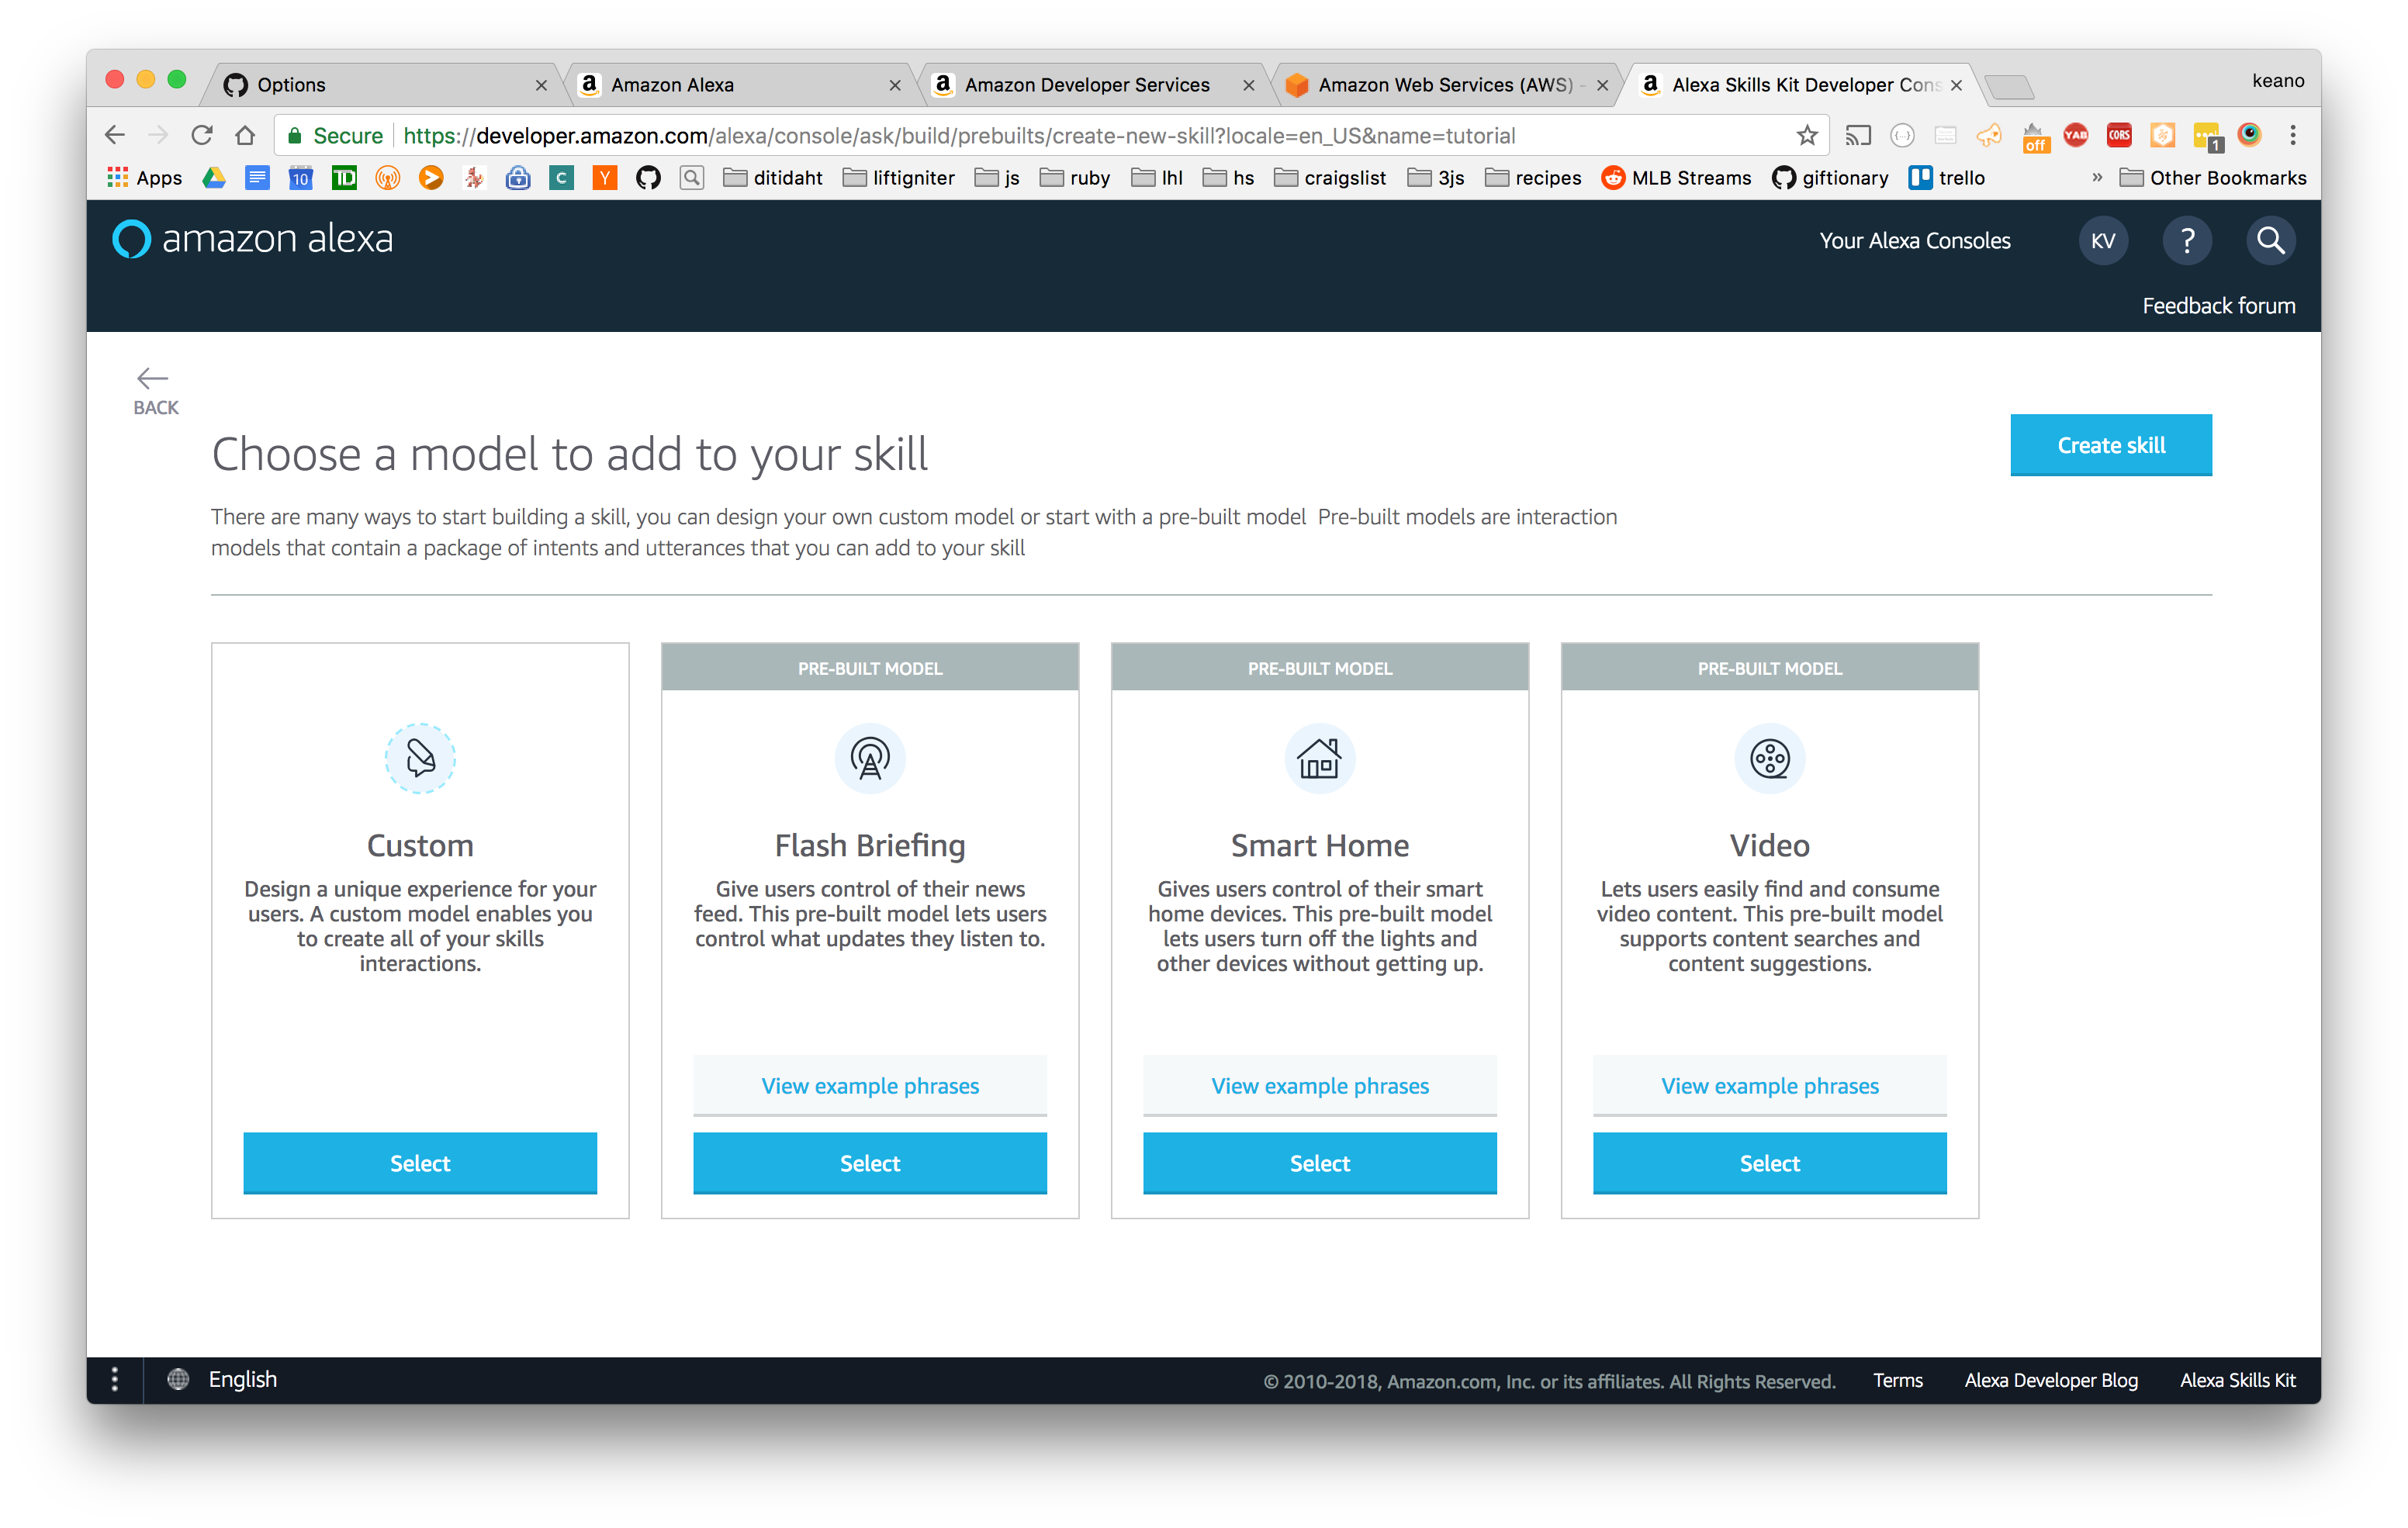 Options
Amazon Alexa
Amazon Developer Services
Amazon Web Services (AWS) -
Alexa Skills Kit Developer Cons
keano
Secure
https://developer.amazon.com/alexa/console/ask/build/prebuilts/create-new-skill?locale=en_US&name=tutorial
off
YAB
CORS
1
Apps
10
TD
C
Y
ditidaht
liftigniter
js
ruby
lhl
hs
craigslist
3js
recipes
MLB Streams
giftionary
trello
»
Other Bookmarks
amazon alexa
Your Alexa Consoles
KV
?
Feedback forum
BACK
Choose a model to add to your skill
Create skill
There are many ways to start building a skill, you can design your own custom model or start with a pre-built model  Pre-built models are interaction
models that contain a package of intents and utterances that you can add to your skill
Custom
Design a unique experience for your
users. A custom model enables you
to create all of your skills
interactions.
Select
PRE-BUILT MODEL
Flash Briefing
Give users control of their news
feed. This pre-built model lets users
control what updates they listen to.
View example phrases
Select
PRE-BUILT MODEL
Smart Home
Gives users control of their smart
home devices. This pre-built model
lets users turn off the lights and
other devices without getting up.
View example phrases
Select
PRE-BUILT MODEL
Video
Lets users easily find and consume
video content. This pre-built model
supports content searches and
content suggestions.
View example phrases
Select
English
© 2010-2018, Amazon.com, Inc. or its affiliates. All Rights Reserved.
Terms
Alexa Developer Blog
Alexa Skills Kit